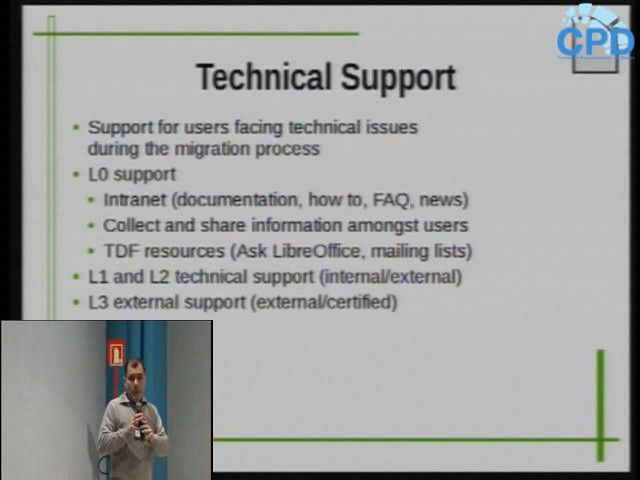 CPD
Technical Support
• Support for users facing technical issues
during the migration process
• L0 support
• Intranet (documentation, how to, FAQ, news)
• Collect and share information amongst users
• TDF resources (Ask LibreOffice, mailing lists)
• L1 and L2 technical support (internal/external)
• L3 external support (external/certified)